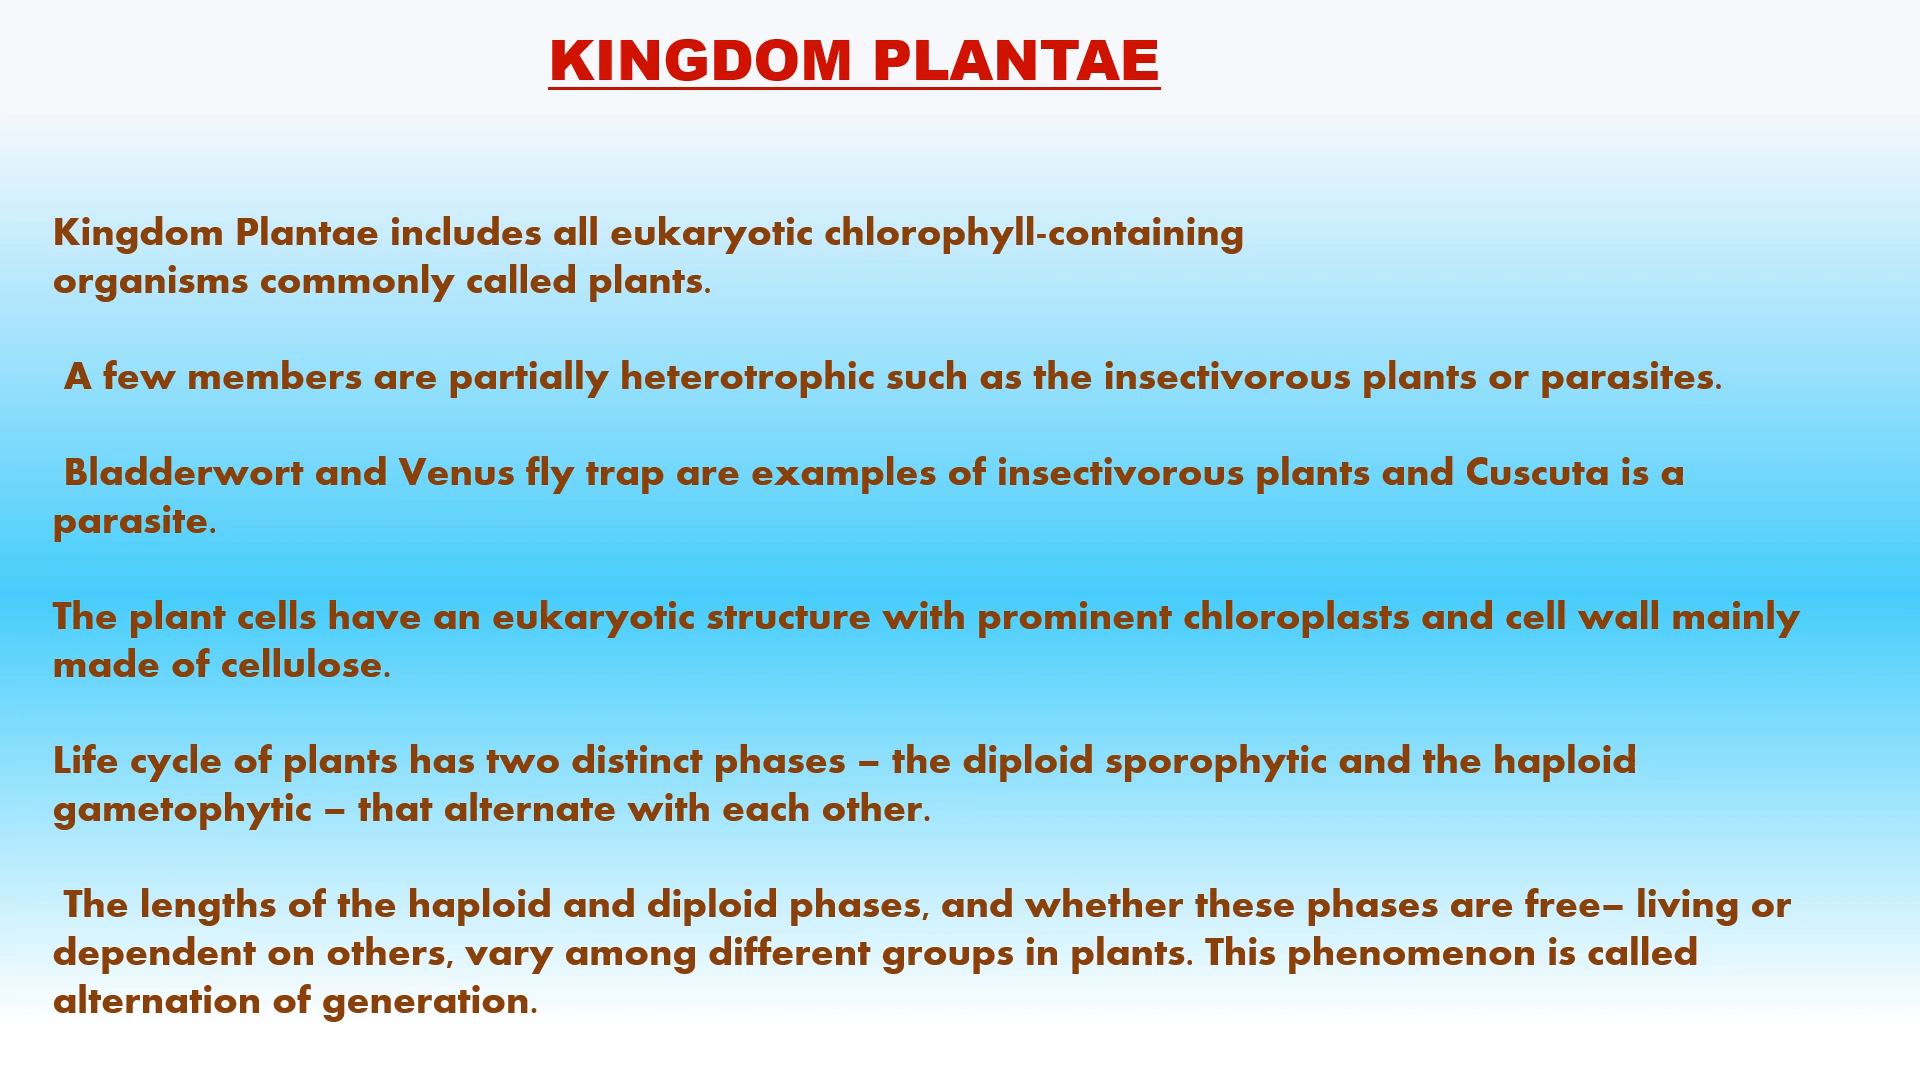 KINGDOM PLANTAE
Kingdom Plantae includes all eukaryotic chlorophyll-containing
organisms commonly called plants.
A few members are partially heterotrophic such as the insectivorous plants or parasites.
Bladderwort and Venus fly trap are examples of insectivorous plants and Cuscuta is a
parasite.
The plant cells have an eukaryotic structure with prominent chloroplasts and cell wall mainly
made of cellulose.
Life cycle of plants has two distinct phases – the diploid sporophytic and the haploid
gametophytic – that alternate with each other.
The lengths of the haploid and diploid phases, and whether these phases are free– living or
dependent on others, vary among different groups in plants. This phenomenon is called
alternation of generation.